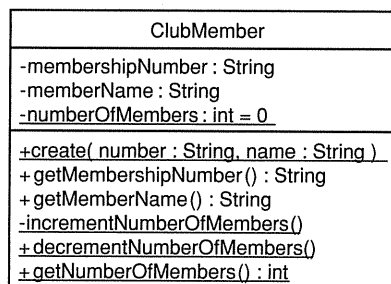 ClubMember
-membershipNumber : String
-memberName : String
-numberOfMembers : int = 0
+create( number : String, name : String )
+getMembershipNumber() : String
+getMemberName() : String
-incrementNumberOfMembers()
+decrementNumberOfMembers()
+getNumberOfMembers() : int